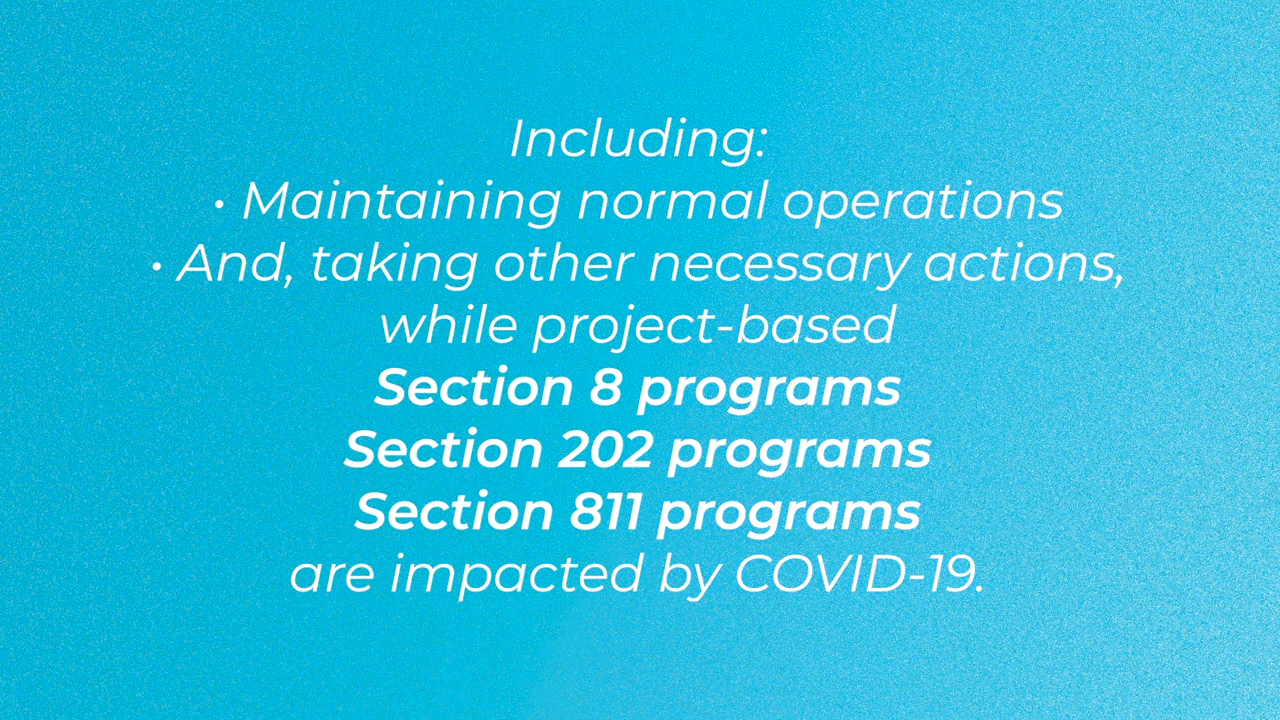 Including:
• Maintaining normal operations
• And, taking other necessary actions,
while project-based
Section 8 programs
Section 202 programs
Section 811 programs
are impacted by COVID-19.